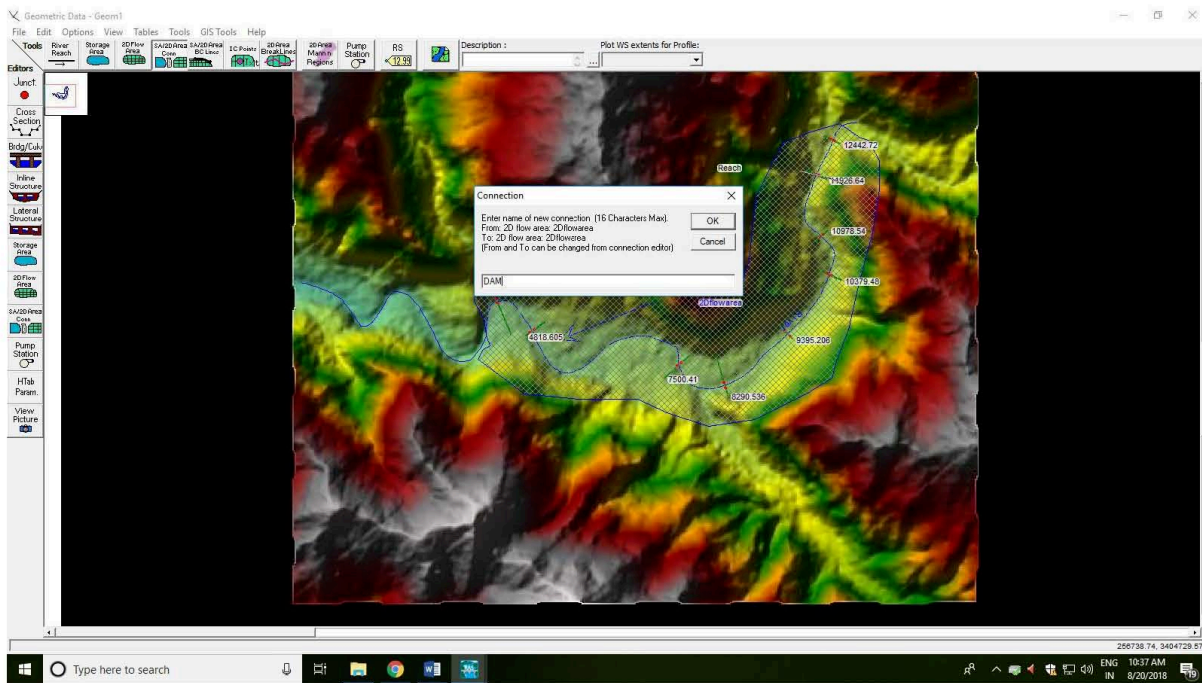 Geometric Data - Geom1
File Edit Options View Tables Tools GIS Tools Help
Tools
River Reach
Storage Area
2D Flow Area
SA/2D Area Conn
SA/2D Area BC Lines
IC Points
2D Area BreakLines
2D Area Mann n Regions
Pump Station
RS
12.99
Description :
...
Plot WS extents for Profile:
Editors
Junct.
Cross Section
Brdg/Culv
Inline Structure
Lateral Structure
Storage Area
2D Flow Area
SA/2D Area Conn
Pump Station
HTab Param.
View Picture
12442.72
Reach
11926.64
10978.54
10379.48
2Dflowarea
4818.605
9395.206
7500.41
8290.536
Connection
Enter name of new connection (16 Characters Max).
From: 2D flow area: 2Dflowarea
To: 2D flow area: 2Dflowarea
(From and To can be changed from connection editor)
OK
Cancel
DAM
256738.74, 3404729.57
Type here to search
ENG
IN
10:37 AM
8/20/2018
19